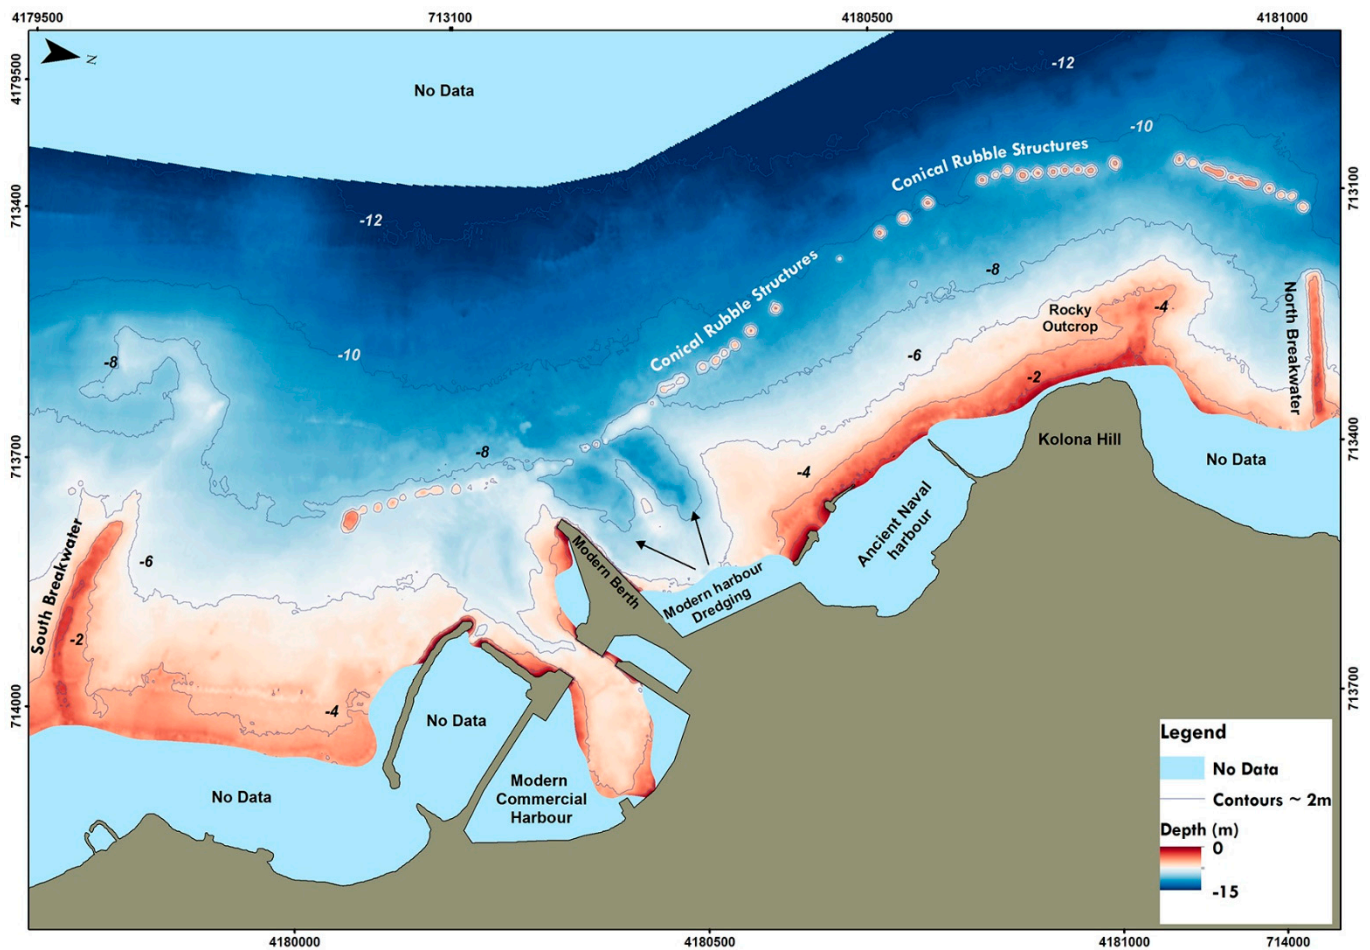 4179500 713100 4180500 4181000
4179500
713400
713700
714000
N
No Data
-12
-12
-10
Conical Rubble Structures
713100
-8
Conical Rubble Structures
-8
-10
-6
Rocky
Outcrop
-4
-2
North Breakwater
713400
Kolona Hill
No Data
-8
-4
Ancient Naval
harbour
South Breakwater
-6
-2
-4
Modern Berth
Modern harbour
Dredging
No Data
No Data
Modern
Commercial
Harbour
713700
Legend
No Data
Contours ~ 2m
Depth (m)
0
-15
4180000 4180500 4181000 714000